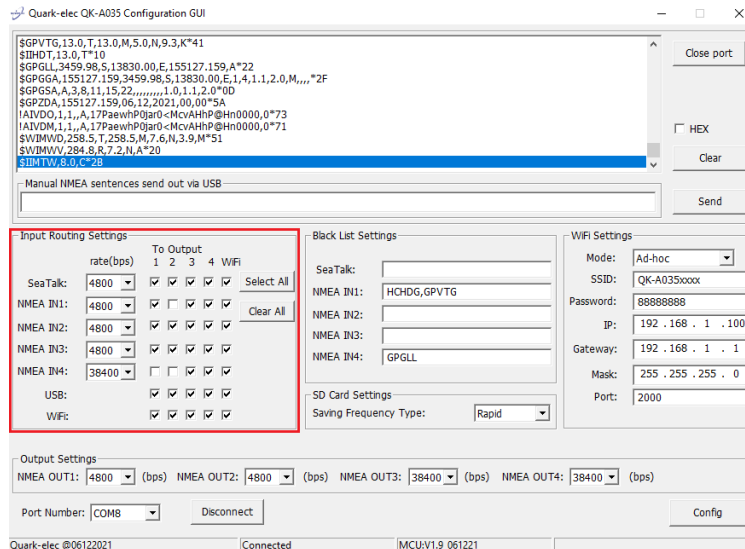 Quark-elec QK-A035 Configuration GUI
$GPVTG,13.0,T,13.0,M,5.0,N,9.3,K*41
$IIHDT,13.0,T*10
$GPGLL,3459.98,S,13830.00,E,155127.159,A*22
$GPGGA,155127.159,3459.98,S,13830.00,E,1,4,1.1,2.0,M,,,,*2F
$GPGSA,A,3,8,11,15,22,,,,,,,,,1.0,1.1,2.0*0D
$GPZDA,155127.159,06,12,2021,00,00*5A
!AIVDO,1,1,,A,17PaewhP0jar0<McvAHhP@Hn0000,0*73
!AIVDM,1,1,,A,17PaewhP0jar0<McvAHhP@Hn0000,0*71
$WIMWD,258.5,T,258.5,M,7.6,N,3.9,M*51
$WIMWV,284.8,R,7.2,N,A*20
$IIMTW,8.0,C*2B
Close port
HEX
Clear
Manual NMEA sentences send out via USB
Send
Input Routing Settings
To Output
rate(bps) 1 2 3 4 WiFi
SeaTalk: 4800 Select All
NMEA IN1: 4800 Clear All
NMEA IN2: 4800
NMEA IN3: 4800
NMEA IN4: 38400
USB:
WiFi:
Black List Settings
SeaTalk:
NMEA IN1: HCHDG,GPVTG
NMEA IN2:
NMEA IN3:
NMEA IN4: GPGLL
SD Card Settings
Saving Frequency Type: Rapid
WiFi Settings
Mode: Ad-hoc
SSID: QK-A035xxxx
Password: 88888888
IP: 192 . 168 . 1 . 100
Gateway: 192 . 168 . 1 . 1
Mask: 255 . 255 . 255 . 0
Port: 2000
Output Settings
NMEA OUT1: 4800 (bps) NMEA OUT2: 4800 (bps) NMEA OUT3: 38400 (bps) NMEA OUT4: 38400 (bps)
Port Number: COM8 Disconnect Config
Quark-elec @06122021 Connected MCU:V1.9 061221